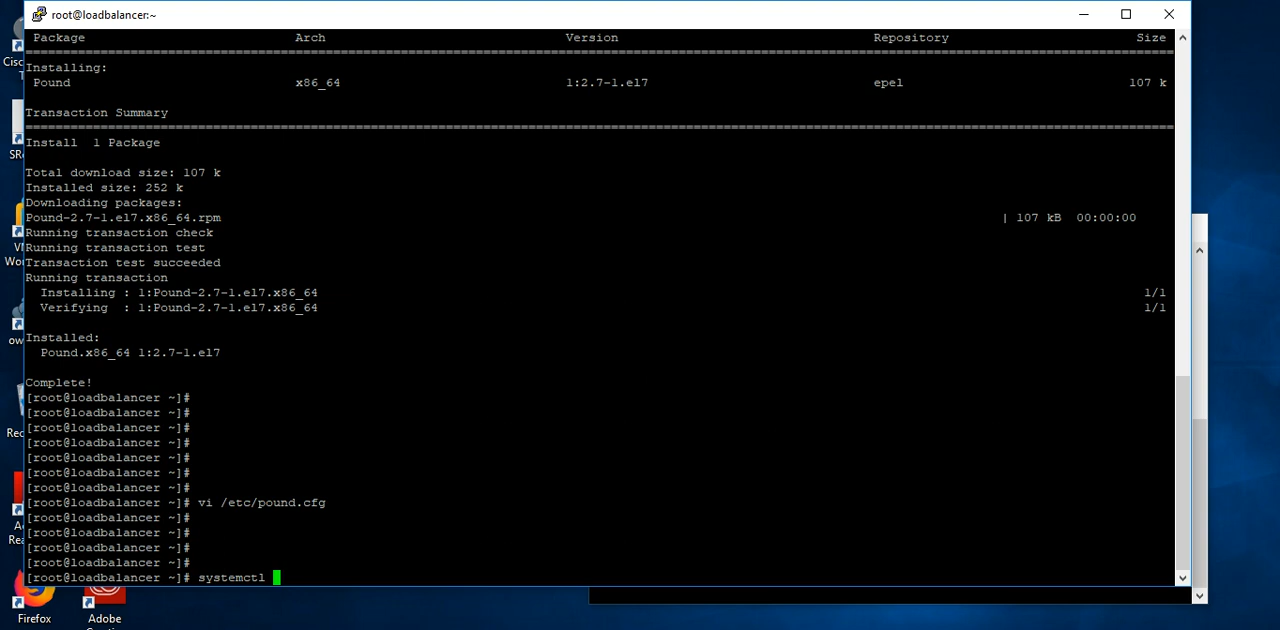 root@loadbalancer:~
Package Arch Version Repository Size
Installing:
Pound x86_64 1:2.7-1.el7 epel 107 k
Transaction Summary
Install  1 Package
Total download size: 107 k
Installed size: 252 k
Downloading packages:
Pound-2.7-1.el7.x86_64.rpm | 107 kB  00:00:00
Running transaction check
Running transaction test
Transaction test succeeded
Running transaction
Installing : 1:Pound-2.7-1.el7.x86_64 1/1
Verifying  : 1:Pound-2.7-1.el7.x86_64 1/1
Installed:
Pound.x86_64 1:2.7-1.el7
Complete!
[root@loadbalancer ~]#
[root@loadbalancer ~]#
[root@loadbalancer ~]#
[root@loadbalancer ~]#
[root@loadbalancer ~]#
[root@loadbalancer ~]#
[root@loadbalancer ~]#
[root@loadbalancer ~]# vi /etc/pound.cfg
[root@loadbalancer ~]#
[root@loadbalancer ~]#
[root@loadbalancer ~]#
[root@loadbalancer ~]#
[root@loadbalancer ~]# systemctl
Firefox
Adobe